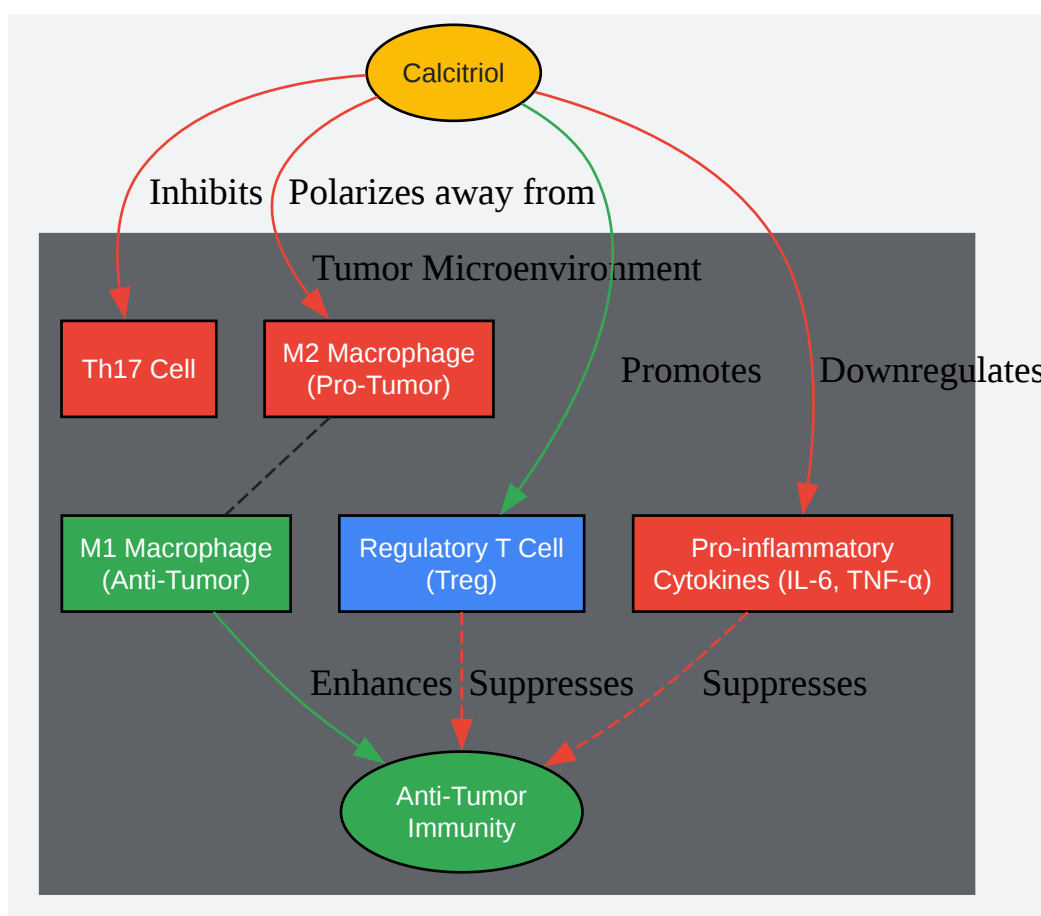 Calcitriol
Inhibits
Polarizes away from
Tumor Microenvironment
Th17 Cell
M2 Macrophage
(Pro-Tumor)
Promotes
Downregulates
M1 Macrophage
(Anti-Tumor)
Regulatory T Cell
(Treg)
Pro-inflammatory
Cytokines (IL-6, TNF-α)
Enhances
Suppresses
Suppresses
Anti-Tumor
Immunity